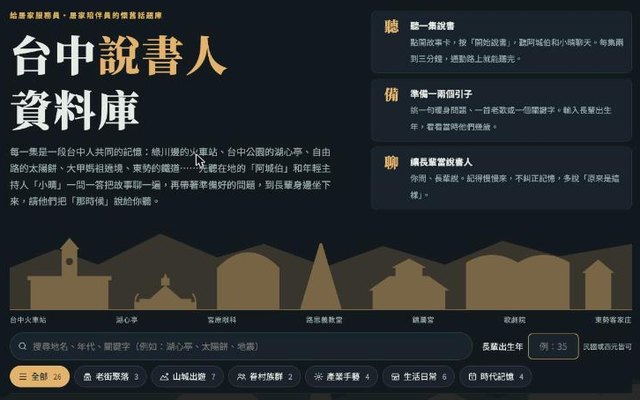 給居家服務員・居家陪伴員的懷舊話題庫
台中說書人
資料庫
每一集是一段台中人共同的記憶：綠川邊的火車站、台中公園的湖心亭、自由
路的太陽餅、大甲媽祖遶境、東勢的鐵道⋯⋯先聽在地的「阿城伯」和年輕主
持人「小晴」一問一答把故事聊一遍，再帶著準備好的問題，到長輩身邊坐下
來，請他們把「那時候」說給你聽。
聽
聽一集說書
點開故事卡，按「開始說書」，聽阿城伯和小晴聊天。每集兩
到三分鐘，通勤路上就能聽完。
備
準備一兩個引子
挑一句暖身問題、一首老歌或一個關鍵字。輸入長輩出生
年，看看當時他們幾歲。
聊
讓長輩當說書人
你問、長輩說。記得慢慢來，不糾正記憶，多說「原來是這
樣」。
台中火車站
湖心亭
宮原眼科
路思義教堂
鎮瀾宮
歌劇院
東勢客家庄
搜尋地名、年代、關鍵字（例如：湖心亭、太陽餅、地震）
長輩出生年
例：35
民國或西元皆可
全部 26
老街聚落 3
山城出遊 7
眷村族群 2
產業手藝 4
生活日常 6
時代記憶 4